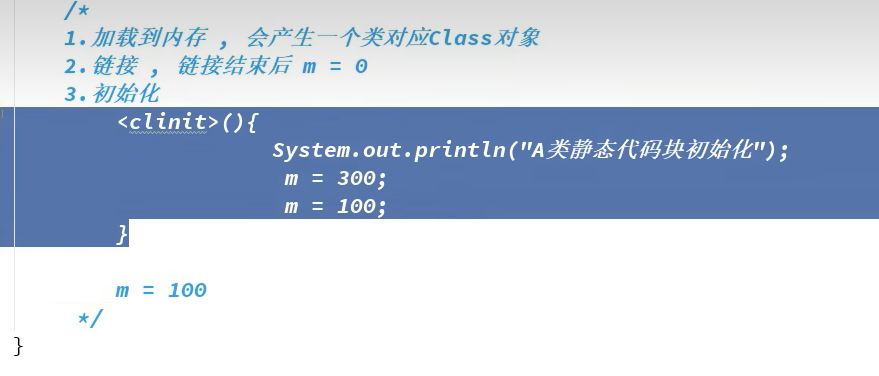 /*
1.加载到内存 , 会产生一个类对应Class对象
2.链接 , 链接结束后 m = 0
3.初始化
<clinit>(){
System.out.println("A类静态代码块初始化");
m = 300;
m = 100;
}
m = 100
*/
}